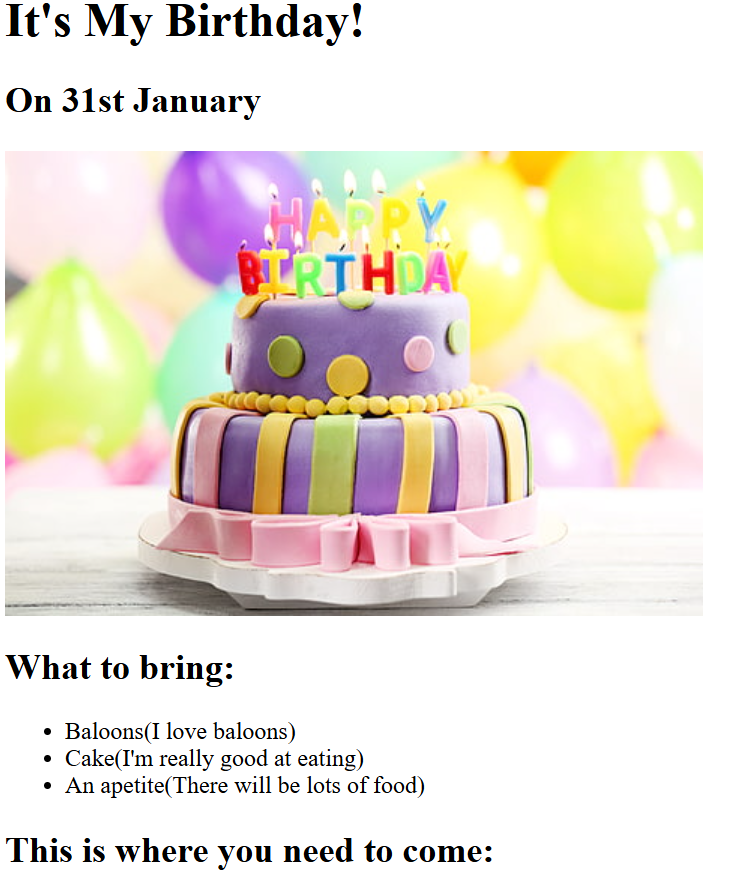 It's My Birthday!
On 31st January
HAPPY
BIRTHDAY
What to bring:
Baloons(I love baloons)
Cake(I'm really good at eating)
An apetite(There will be lots of food)
This is where you need to come: